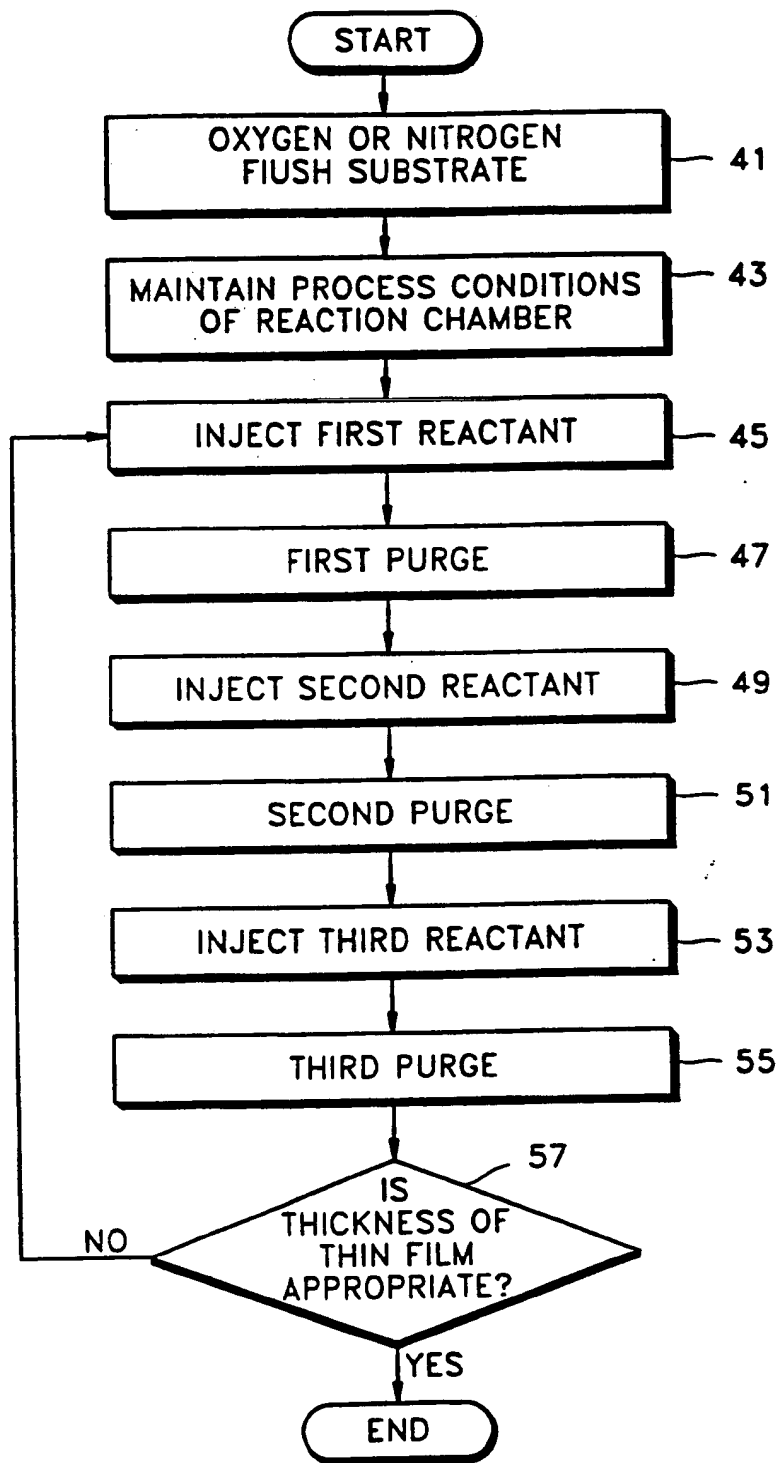 START
OXYGEN OR NITROGEN
FIUSH SUBSTRATE
41
MAINTAIN PROCESS CONDITIONS
OF REACTION CHAMBER
43
INJECT FIRST REACTANT
45
FIRST PURGE
47
INJECT SECOND REACTANT
49
SECOND PURGE
51
INJECT THIRD REACTANT
53
THIRD PURGE
55
57
IS
THICKNESS OF
THIN FILM
APPROPRIATE?
NO
YES
END